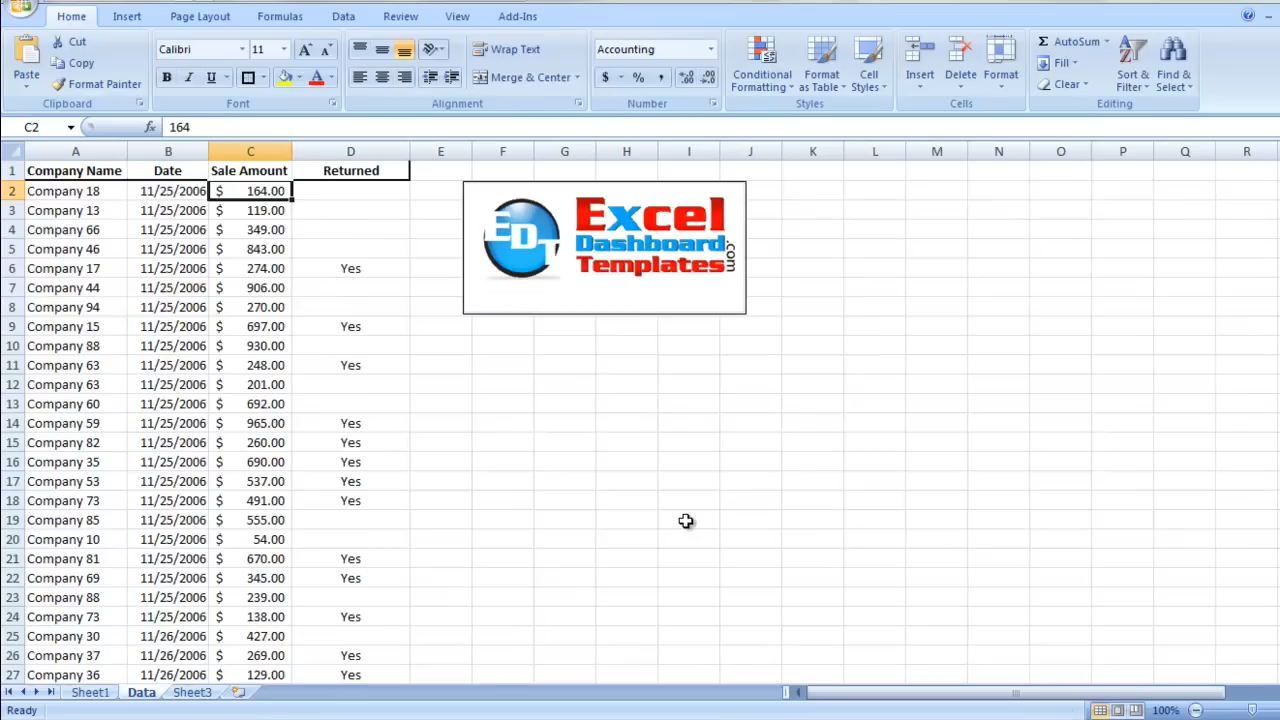 Home Insert Page Layout Formulas Data Review View Add-Ins
Cut Calibri 11 Wrap Text Accounting AutoSum
Paste Copy Conditional Formatting Format as Table Cell Styles Insert Delete Format Fill Sort & Filter Find & Select
Format Painter B I U A Merge & Center $ % , Clear
Clipboard Font Alignment Number Styles Cells Editing
C2 fx 164
A B C D E F G H I J K L M N O P Q R
1 Company Name Date Sale Amount Returned
2 Company 18 11/25/2006 $ 164.00
3 Company 13 11/25/2006 $ 119.00
4 Company 66 11/25/2006 $ 349.00
5 Company 46 11/25/2006 $ 843.00
6 Company 17 11/25/2006 $ 274.00 Yes
7 Company 44 11/25/2006 $ 906.00
8 Company 94 11/25/2006 $ 270.00
9 Company 15 11/25/2006 $ 697.00 Yes
10 Company 88 11/25/2006 $ 930.00
11 Company 63 11/25/2006 $ 248.00 Yes
12 Company 63 11/25/2006 $ 201.00
13 Company 60 11/25/2006 $ 692.00
14 Company 59 11/25/2006 $ 965.00 Yes
15 Company 82 11/25/2006 $ 260.00 Yes
16 Company 35 11/25/2006 $ 690.00 Yes
17 Company 53 11/25/2006 $ 537.00 Yes
18 Company 73 11/25/2006 $ 491.00 Yes
19 Company 85 11/25/2006 $ 555.00
20 Company 10 11/25/2006 $ 54.00
21 Company 81 11/25/2006 $ 670.00 Yes
22 Company 69 11/25/2006 $ 345.00 Yes
23 Company 88 11/25/2006 $ 239.00
24 Company 73 11/25/2006 $ 138.00 Yes
25 Company 30 11/26/2006 $ 427.00
26 Company 37 11/26/2006 $ 269.00 Yes
27 Company 36 11/26/2006 $ 129.00 Yes
EDT
Excel
Dashboard
Templates
.com
Sheet1 Data Sheet3
Ready 100%